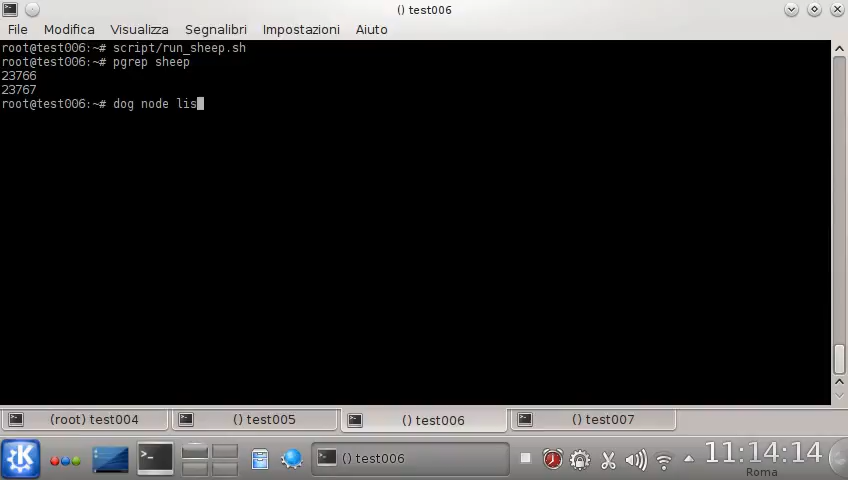 () test006
File Modifica Visualizza Segnalibri Impostazioni Aiuto
root@test006:~# script/run_sheep.sh
root@test006:~# pgrep sheep
23766
23767
root@test006:~# dog node lis
(root) test004 () test005 () test006 () test007
() test006 11:14:14
Roma